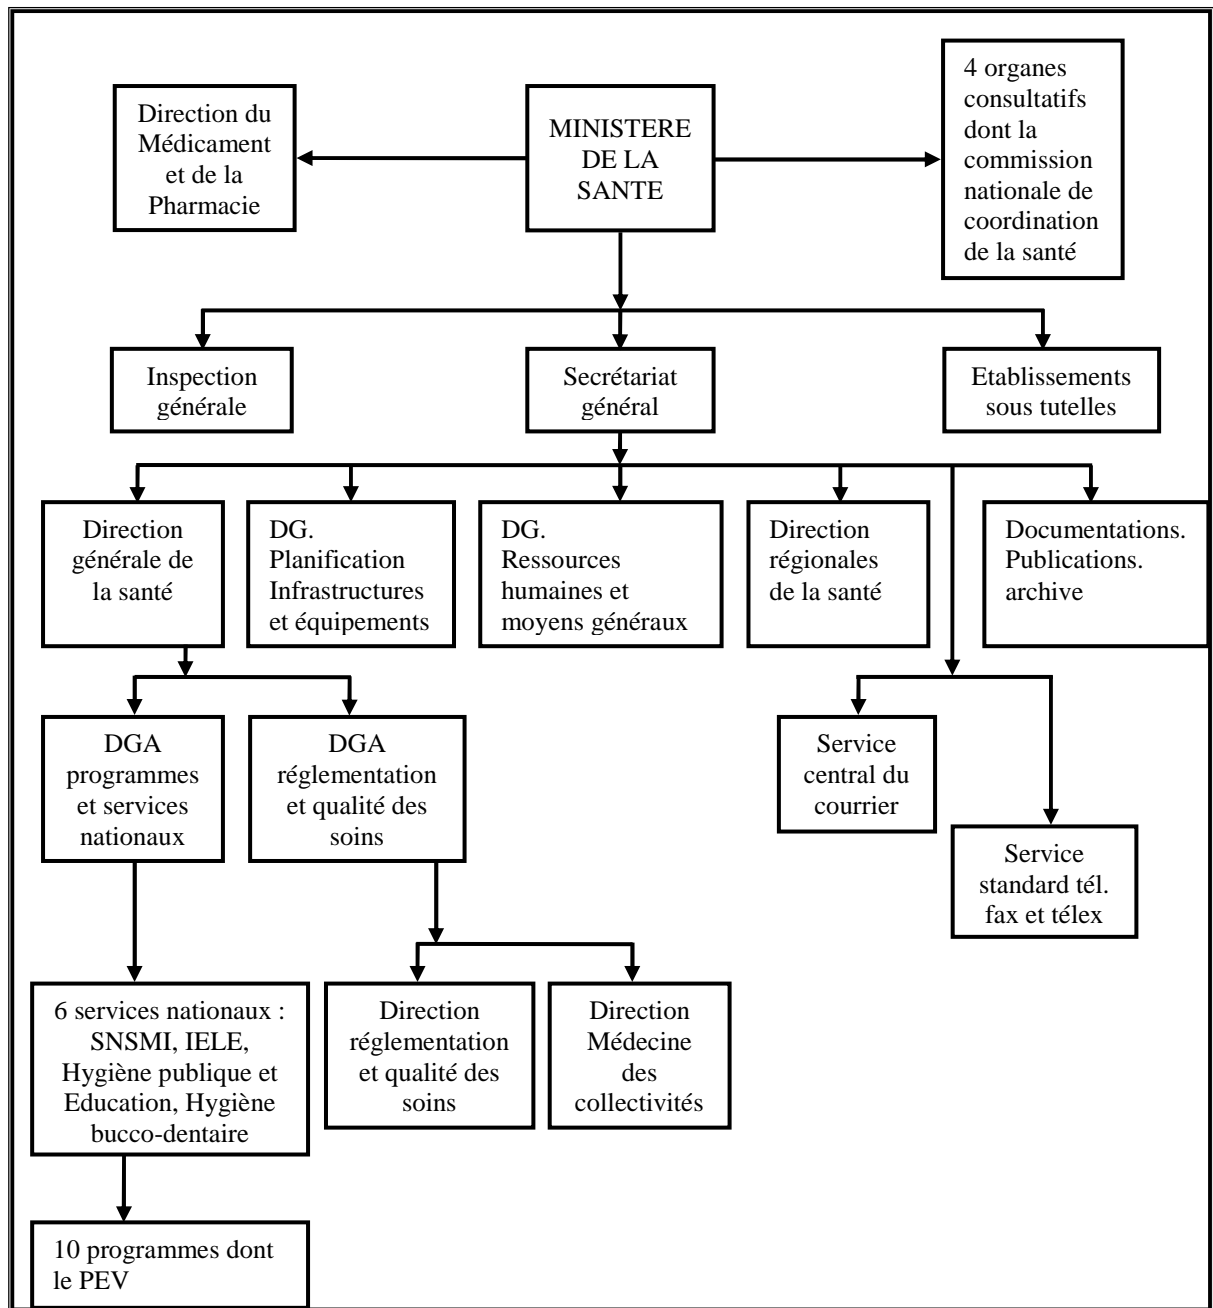 Direction du
Médicament
et de la
Pharmacie
MINISTERE
DE LA
SANTE
4 organes
consultatifs
dont la
commission
nationale de
coordination
de la santé
Inspection
générale
Secrétariat
général
Etablissements
sous tutelles
Direction
générale de
la santé
DG.
Planification
Infrastructures
et équipements
DG.
Ressources
humaines et
moyens généraux
Direction
régionales
de la santé
Documentations.
Publications.
archive
DGA
programmes
et services
nationaux
DGA
réglementation
et qualité des
soins
Service
central du
courrier
Service
standard tél.
fax et télex
6 services nationaux :
SNSMI, IELE,
Hygiène publique et
Education, Hygiène
bucco-dentaire
Direction
réglementation
et qualité des
soins
Direction
Médecine
des
collectivités
10 programmes dont
le PEV